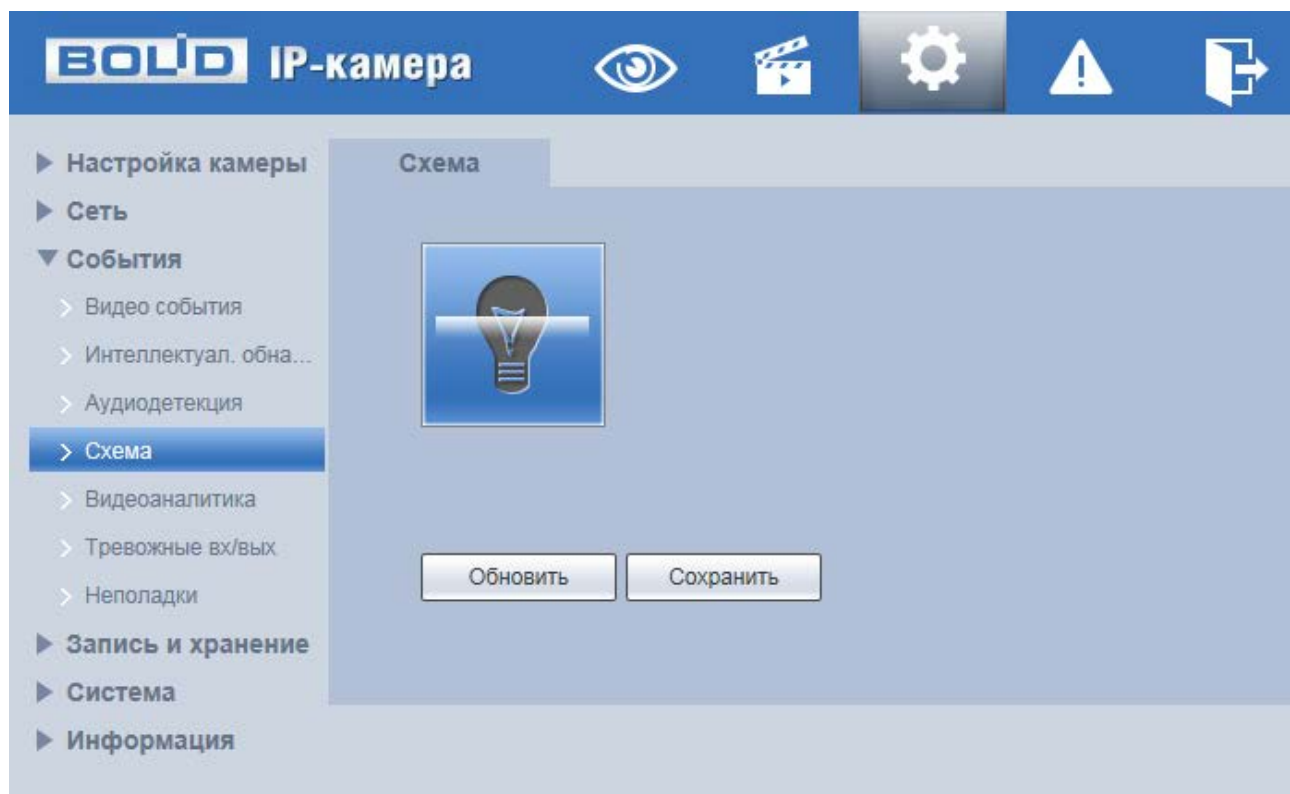 BOLID IP-камера
Настройка камеры
Сеть
События
Видео события
Интеллектуал. обна...
Аудиодетекция
Схема
Видеоаналитика
Тревожные вх/вых
Неполадки
Запись и хранение
Система
Информация
Схема
Обновить Сохранить